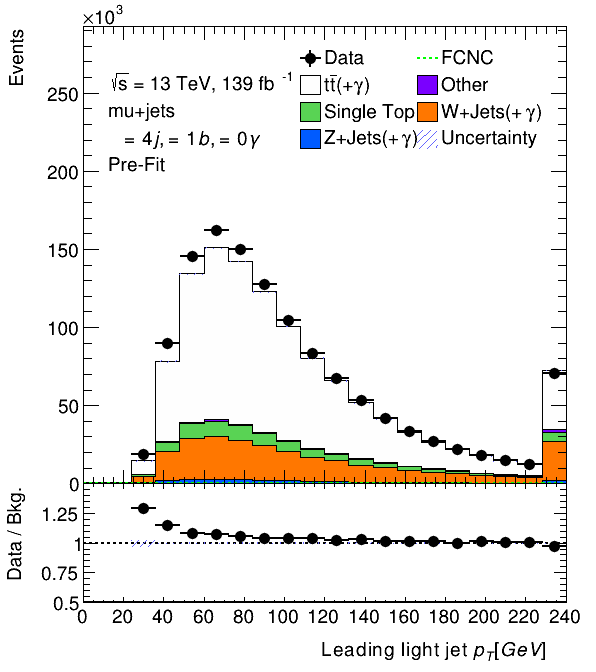 ×10³
Events
√s = 13 TeV, 139 fb⁻¹
mu+jets
= 4j, = 1b, = 0γ
Pre-Fit
Data
FCNC
tt̄(+γ)
Other
Single Top
W+Jets(+γ)
Z+Jets(+γ)
Uncertainty
250
200
150
100
50
0
Data / Bkg.
1.25
1
0.75
0.5
0 20 40 60 80 100 120 140 160 180 200 220 240
Leading light jet p_T[GeV]